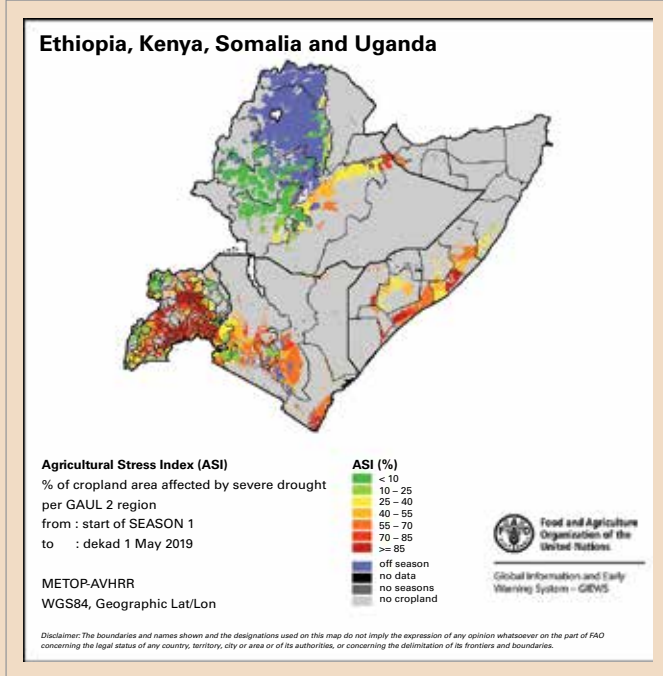 Ethiopia, Kenya, Somalia and Uganda
Agricultural Stress Index (ASI)
% of cropland area affected by severe drought
per GAUL 2 region
from : start of SEASON 1
to : dekad 1 May 2019
METOP-AVHRR
WGS84, Geographic Lat/Lon
ASI (%)
< 10
10 – 25
25 – 40
40 – 55
55 – 70
70 – 85
>= 85
off season
no data
no seasons
no cropland
Food and Agriculture
Organization of the
United Nations
Global Information and Early
Warning System – GIEWS
Disclaimer: The boundaries and names shown and the designations used on this map do not imply the expression of any opinion whatsoever on the part of FAO
concerning the legal status of any country, territory, city or area or of its authorities, or concerning the delimitation of its frontiers and boundaries.